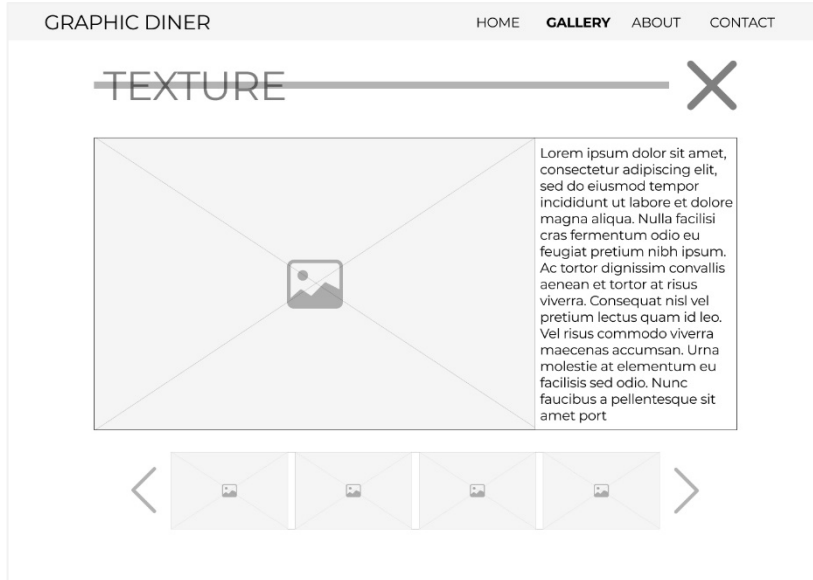 GRAPHIC DINER
HOME GALLERY ABOUT CONTACT
TEXTURE
Lorem ipsum dolor sit amet,
consectetur adipiscing elit,
sed do eiusmod tempor
incididunt ut labore et dolore
magna aliqua. Nulla facilisi
cras fermentum odio eu
feugiat pretium nibh ipsum.
Ac tortor dignissim convallis
aenean et tortor at risus
viverra. Consequat nisl vel
pretium lectus quam id leo.
Vel risus commodo viverra
maecenas accumsan. Urna
molestie at elementum eu
facilisis sed odio. Nunc
faucibus a pellentesque sit
amet port